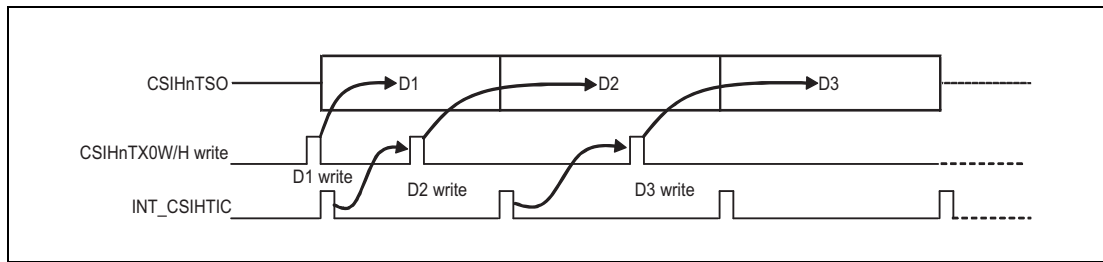 CSIHnTSO D1 D2 D3
CSIHnTX0W/H write
D1 write D2 write D3 write
INT_CSIHTIC